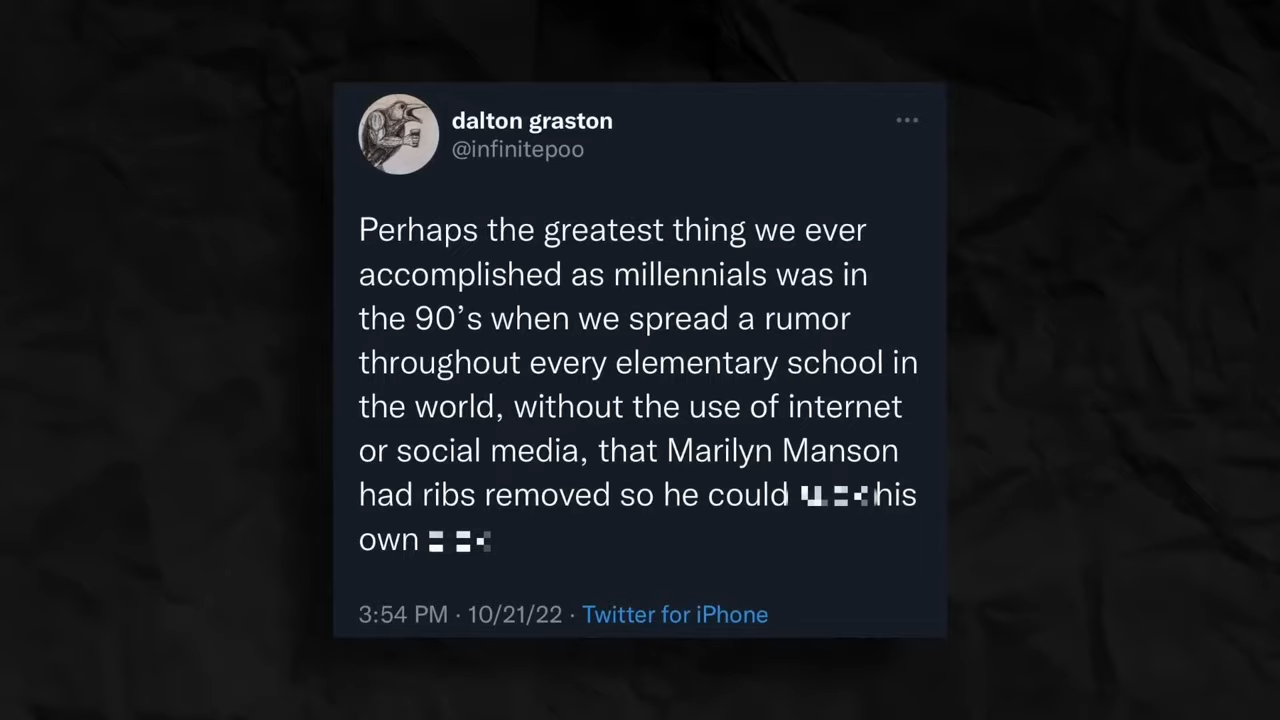 dalton graston
@infinitepoo
Perhaps the greatest thing we ever
accomplished as millennials was in
the 90’s when we spread a rumor
throughout every elementary school in
the world, without the use of internet
or social media, that Marilyn Manson
had ribs removed so he could his
own
3:54 PM · 10/21/22 · Twitter for iPhone